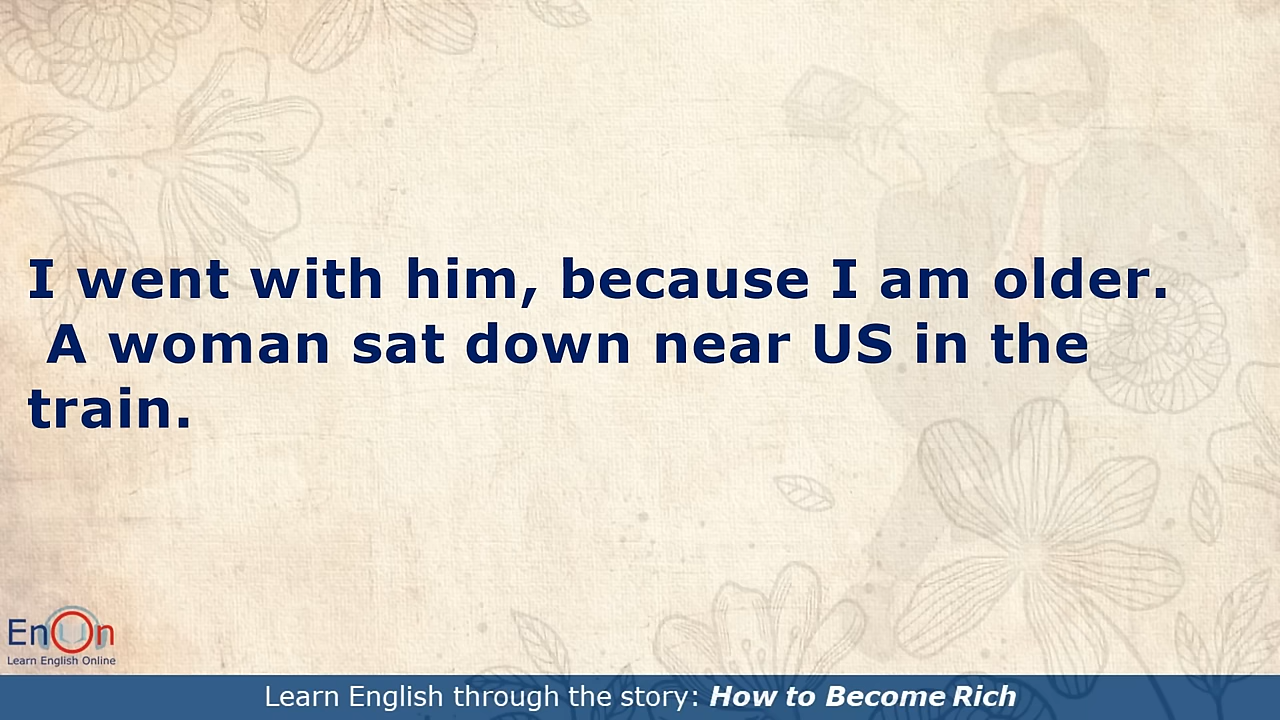 I went with him, because I am older.
A woman sat down near US in the
train.
EnOn
Learn English Online
Learn English through the story: How to Become Rich